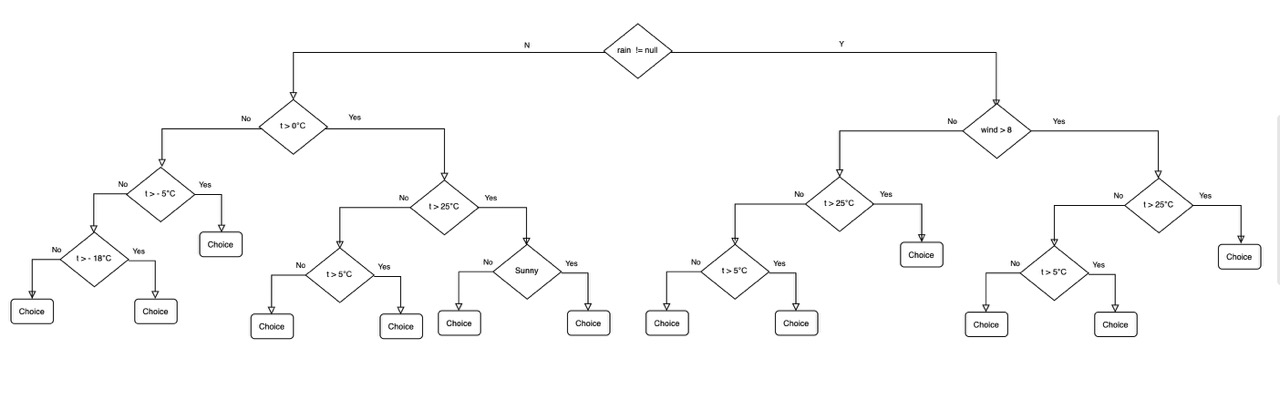 rain != null
N
Y
t > 0°C
No
Yes
wind > 8
No
Yes
t > - 5°C
No
Yes
t > 25°C
No
Yes
t > 25°C
No
Yes
t > 25°C
No
Yes
Choice
t > - 18°C
No
Yes
t > 5°C
No
Yes
Sunny
No
Yes
t > 5°C
No
Yes
Choice
t > 5°C
No
Yes
Choice
Choice
Choice
Choice
Choice
Choice
Choice
Choice
Choice
Choice
Choice